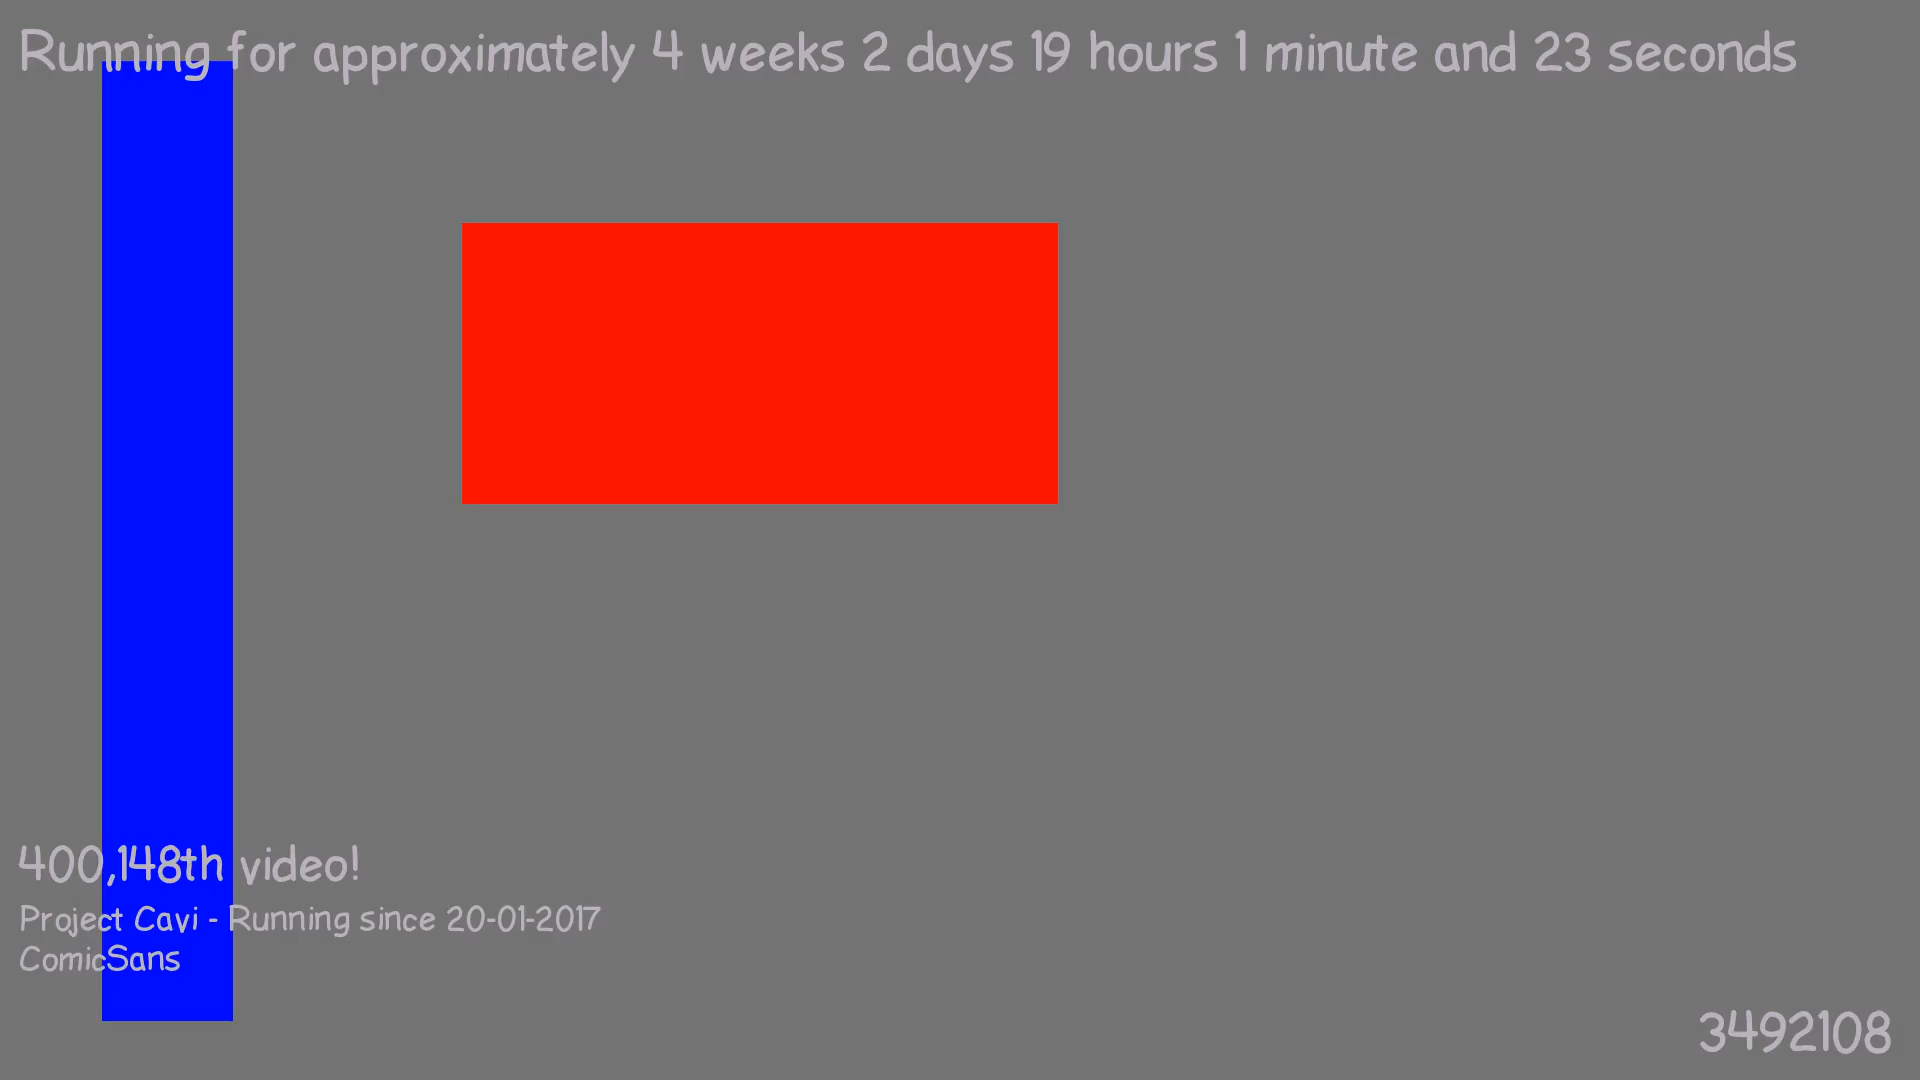 Running for approximately 4 weeks 2 days 19 hours 1 minute and 23 seconds
400,148th video!
Project Cavi - Running since 20-01-2017
ComicSans
3492108